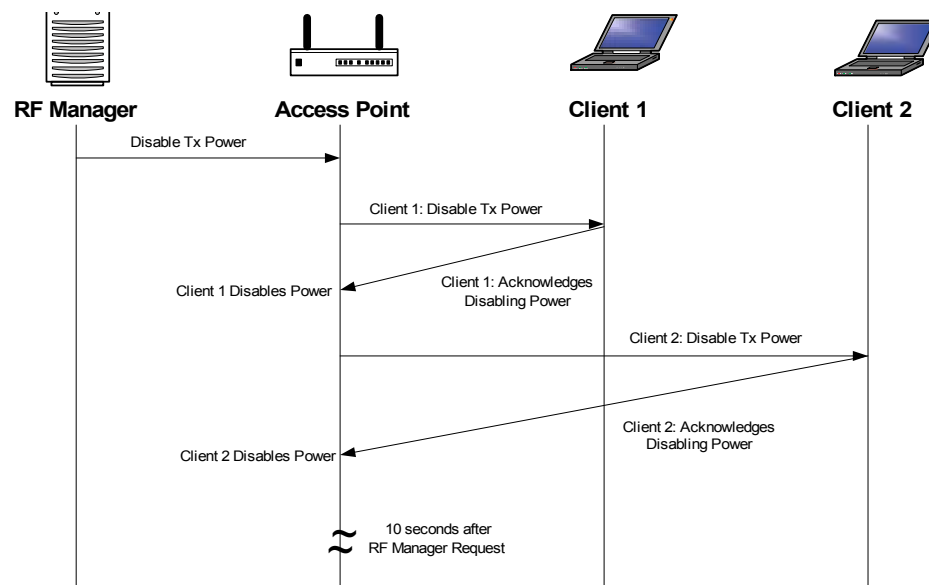 RF Manager
Access Point
Client 1
Client 2
Disable Tx Power
Client 1: Disable Tx Power
Client 1: Acknowledges
Disabling Power
Client 1 Disables Power
Client 2: Disable Tx Power
Client 2: Acknowledges
Disabling Power
Client 2 Disables Power
10 seconds after
RF Manager Request